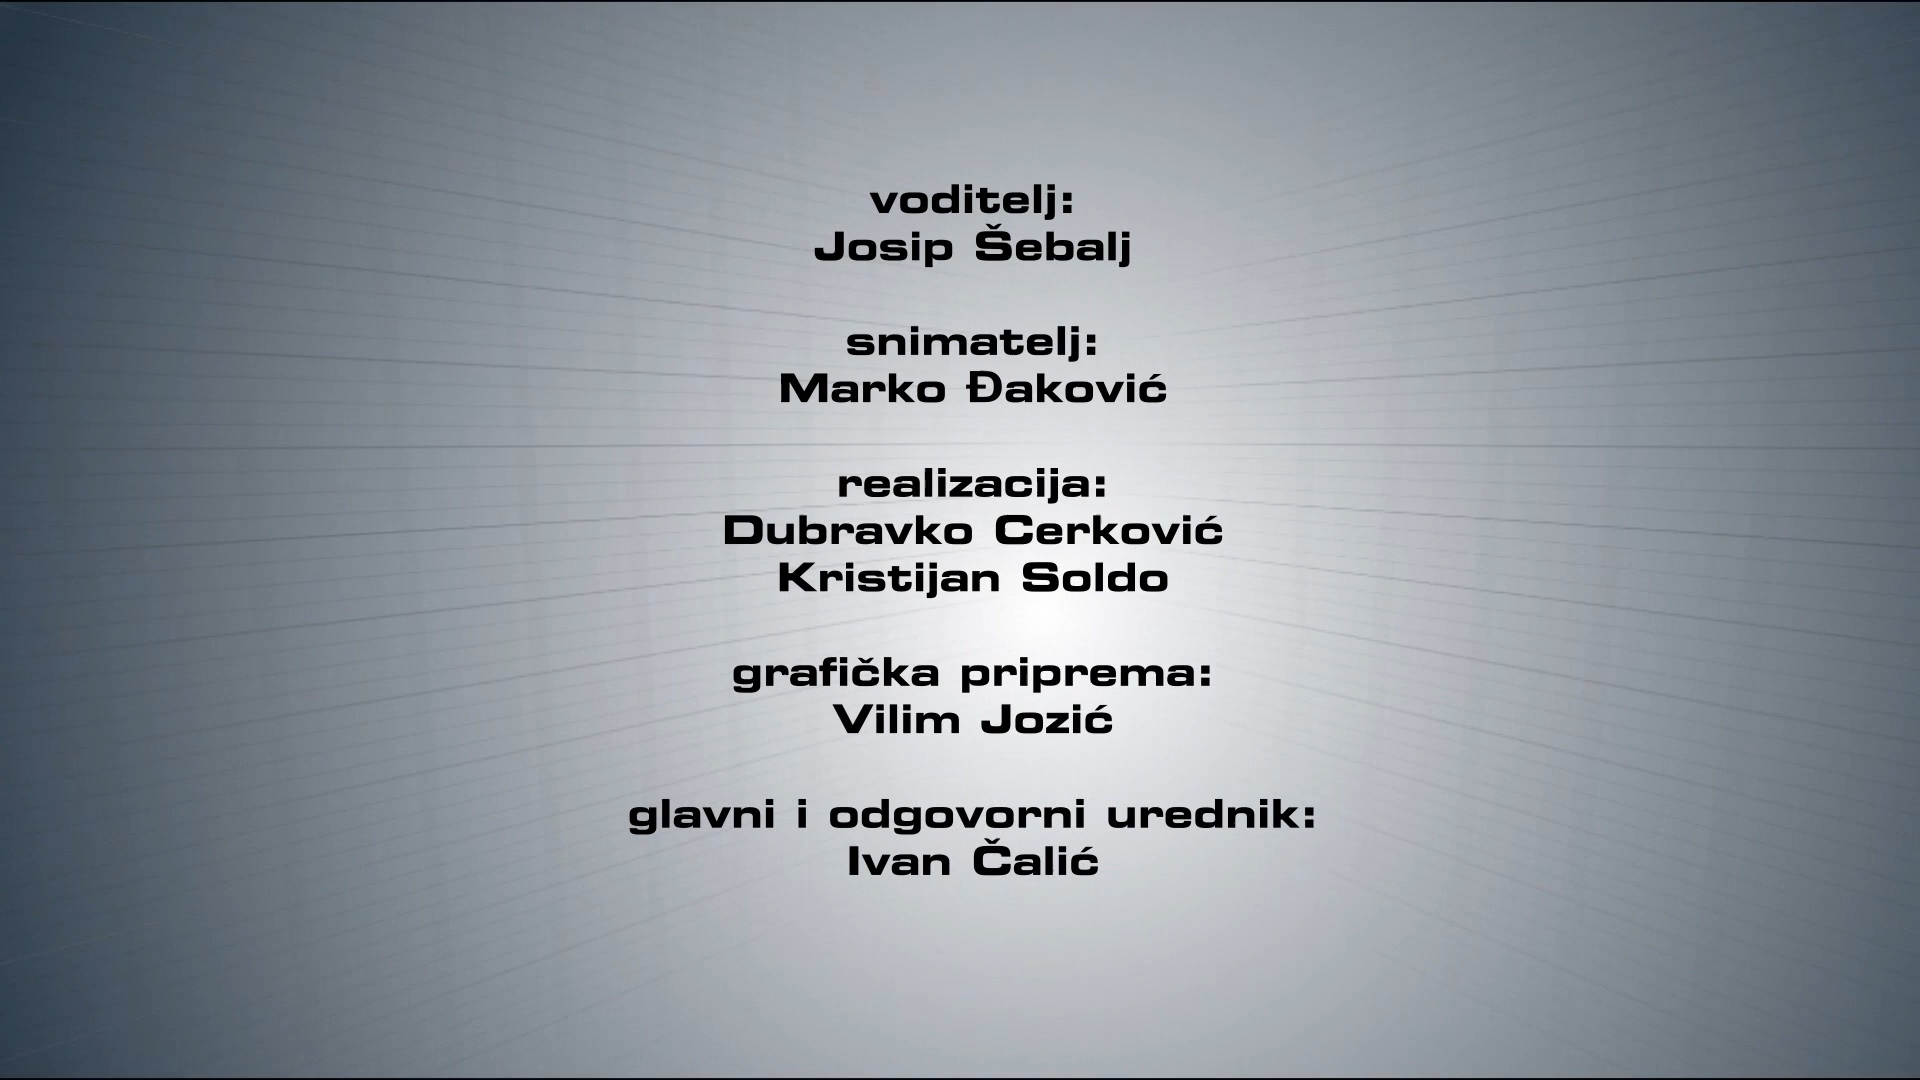 voditelj:
Josip Šebalj
snimatelj:
Marko Đaković
realizacija:
Dubravko Cerković
Kristijan Soldo
grafička priprema:
Vilim Jozić
glavni i odgovorni urednik:
Ivan Čalić